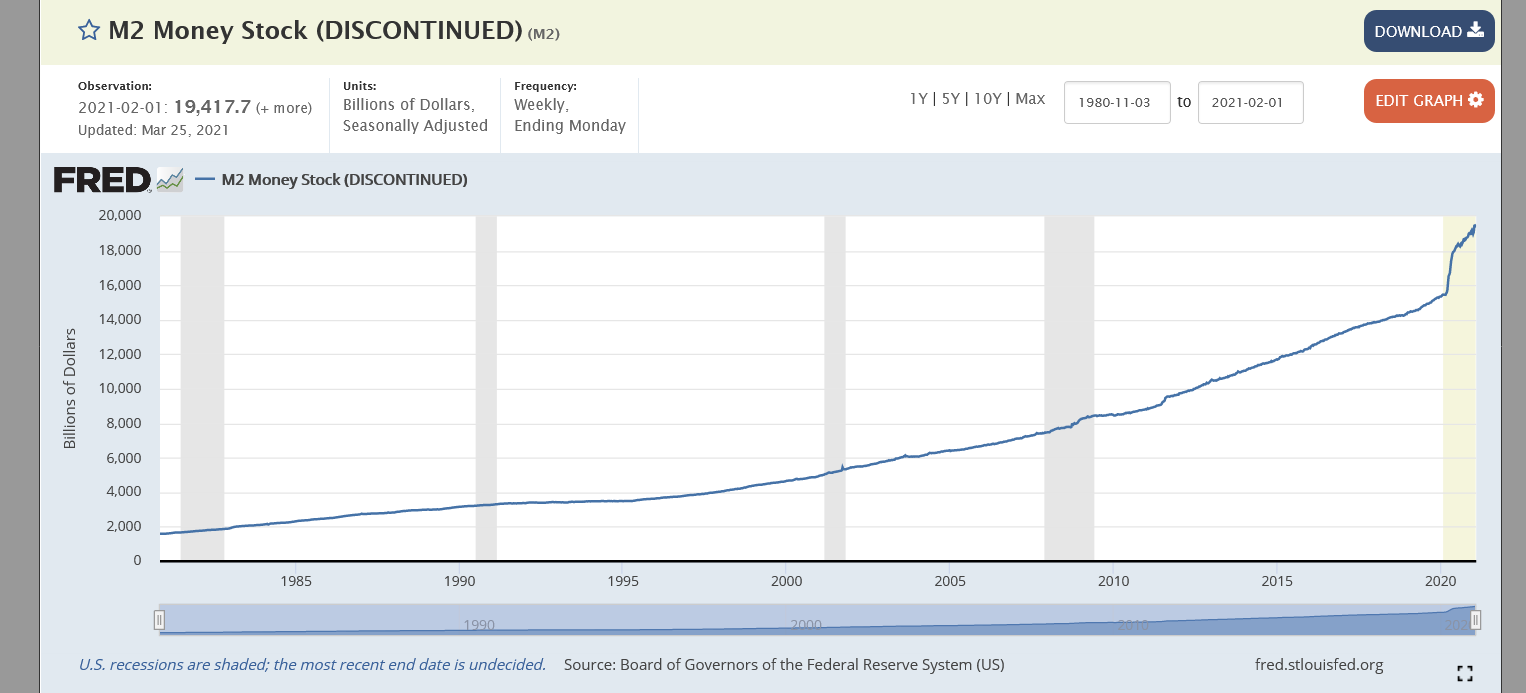 M2 Money Stock (DISCONTINUED) (M2)
DOWNLOAD
Observation:
2021-02-01: 19,417.7 (+ more)
Updated: Mar 25, 2021
Units:
Billions of Dollars,
Seasonally Adjusted
Frequency:
Weekly,
Ending Monday
1Y | 5Y | 10Y | Max
1980-11-03 to 2021-02-01
EDIT GRAPH
FRED
M2 Money Stock (DISCONTINUED)
Billions of Dollars
20,000
18,000
16,000
14,000
12,000
10,000
8,000
6,000
4,000
2,000
0
1985 1990 1995 2000 2005 2010 2015 2020
1990 2000 2010 2020
U.S. recessions are shaded; the most recent end date is undecided. Source: Board of Governors of the Federal Reserve System (US) fred.stlouisfed.org